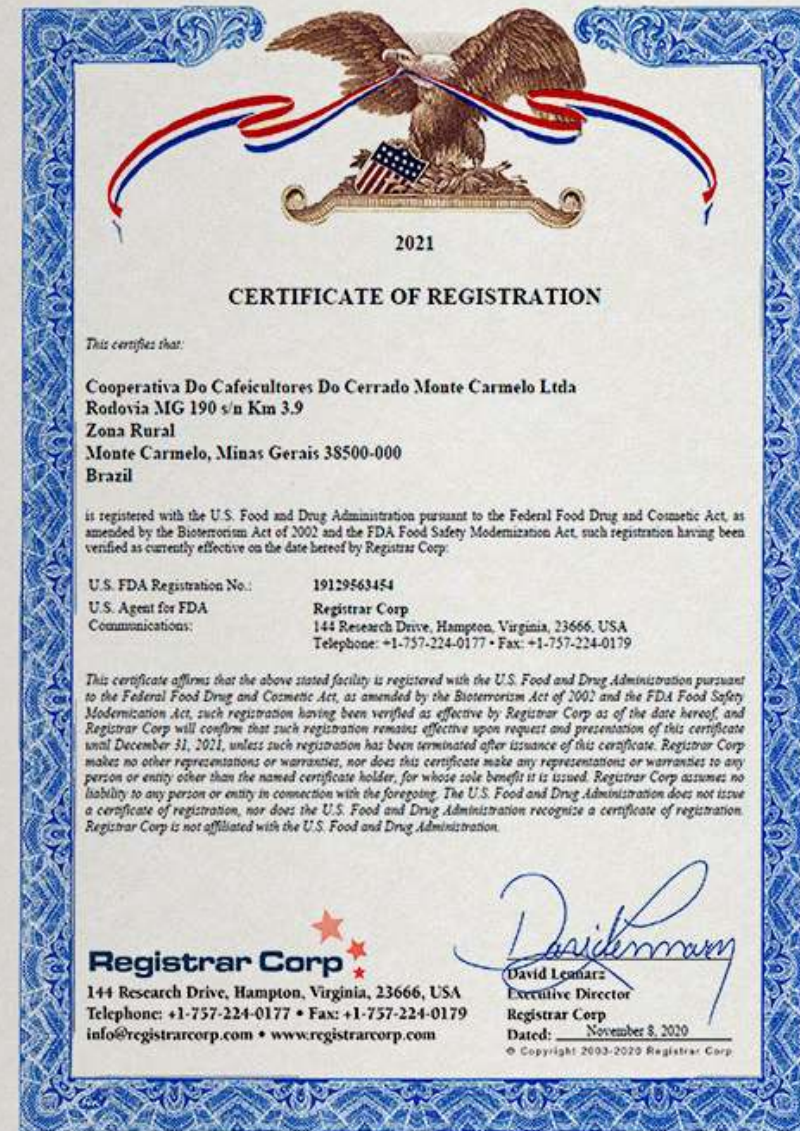 2021
CERTIFICATE OF REGISTRATION
This certifies that:
Cooperativa Do Cafeicultores Do Cerrado Monte Carmelo Ltda
Rodovia MG 190 s/n Km 3.9
Zona Rural
Monte Carmelo, Minas Gerais 38500-000
Brazil
is registered with the U.S. Food and Drug Administration pursuant to the Federal Food Drug and Cosmetic Act, as
amended by the Bioterrorism Act of 2002 and the FDA Food Safety Modernization Act, such registration having been
verified as currently effective on the date hereof by Registrar Corp:
U.S. FDA Registration No.: 19129563454
U.S. Agent for FDA Registrar Corp
Communications: 144 Research Drive, Hampton, Virginia, 23666, USA
Telephone: +1-757-224-0177 • Fax: +1-757-224-0179
This certificate affirms that the above stated facility is registered with the U.S. Food and Drug Administration pursuant
to the Federal Food Drug and Cosmetic Act, as amended by the Bioterrorism Act of 2002 and the FDA Food Safety
Modernization Act, such registration having been verified as effective by Registrar Corp as of the date hereof, and
Registrar Corp will confirm that such registration remains effective upon request and presentation of this certificate
until December 31, 2021, unless such registration has been terminated after issuance of this certificate. Registrar Corp
makes no other representations or warranties, nor does this certificate make any representations or warranties to any
person or entity other than the named certificate holder, for whose sole benefit it is issued. Registrar Corp assumes no
liability to any person or entity in connection with the foregoing. The U.S. Food and Drug Administration does not issue
a certificate of registration, nor does the U.S. Food and Drug Administration recognize a certificate of registration.
Registrar Corp is not affiliated with the U.S. Food and Drug Administration.
Registrar Corp
144 Research Drive, Hampton, Virginia, 23666, USA
Telephone: +1-757-224-0177 • Fax: +1-757-224-0179
info@registrarcorp.com • www.registrarcorp.com
David Lennarz
Executive Director
Registrar Corp
Dated: November 8, 2020
© Copyright 2003-2020 Registrar Corp